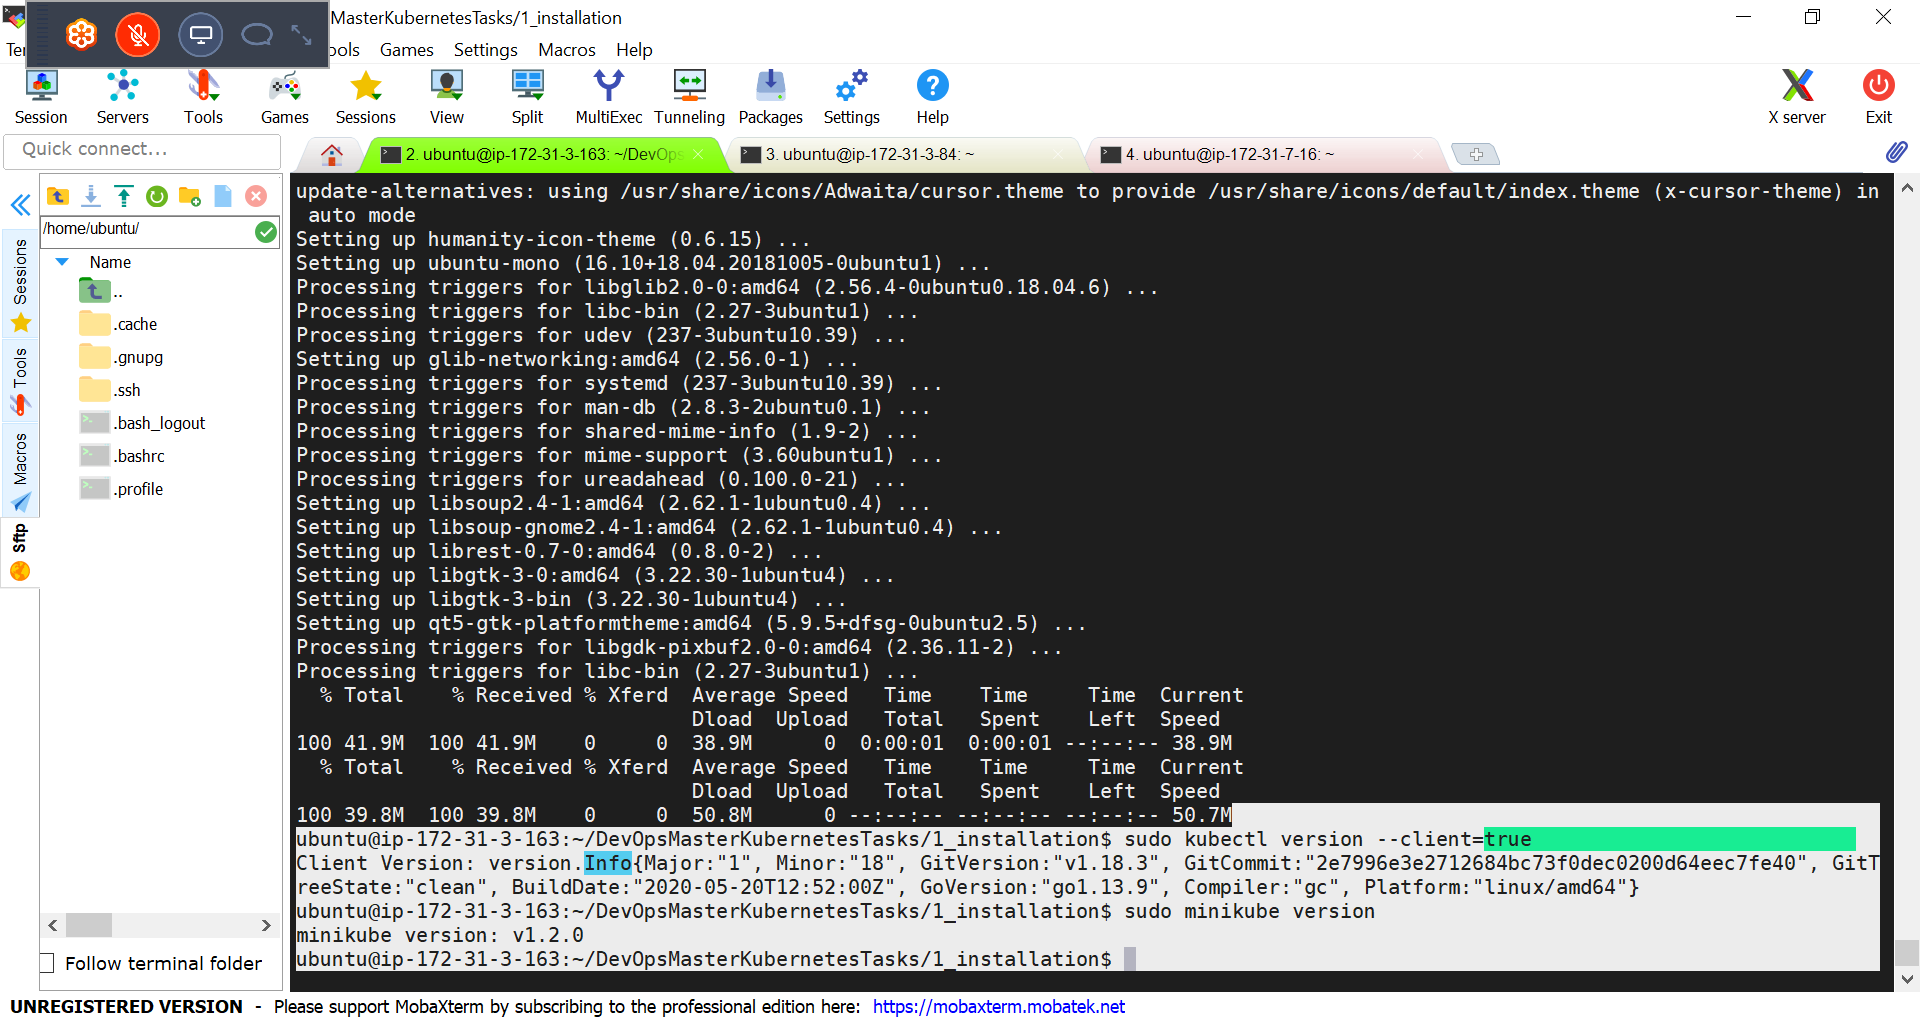 MasterKubernetesTasks/1_installation
Games Settings Macros Help
Session Servers Tools Games Sessions View Split MultiExec Tunneling Packages Settings Help X server Exit
Quick connect...
2. ubuntu@ip-172-31-3-163: ~/DevOps
3. ubuntu@ip-172-31-3-84: ~
4. ubuntu@ip-172-31-7-16: ~
Sessions
Tools
Macros
Sftp
/home/ubuntu/
Name
..
.cache
.gnupg
.ssh
.bash_logout
.bashrc
.profile
Follow terminal folder
update-alternatives: using /usr/share/icons/Adwaita/cursor.theme to provide /usr/share/icons/default/index.theme (x-cursor-theme) in
 auto mode
Setting up humanity-icon-theme (0.6.15) ...
Setting up ubuntu-mono (16.10+18.04.20181005-0ubuntu1) ...
Processing triggers for libglib2.0-0:amd64 (2.56.4-0ubuntu0.18.04.6) ...
Processing triggers for libc-bin (2.27-3ubuntu1) ...
Processing triggers for udev (237-3ubuntu10.39) ...
Setting up glib-networking:amd64 (2.56.0-1) ...
Processing triggers for systemd (237-3ubuntu10.39) ...
Processing triggers for man-db (2.8.3-2ubuntu0.1) ...
Processing triggers for shared-mime-info (1.9-2) ...
Processing triggers for mime-support (3.60ubuntu1) ...
Processing triggers for ureadahead (0.100.0-21) ...
Setting up libsoup2.4-1:amd64 (2.62.1-1ubuntu0.4) ...
Setting up libsoup-gnome2.4-1:amd64 (2.62.1-1ubuntu0.4) ...
Setting up librest-0.7-0:amd64 (0.8.0-2) ...
Setting up libgtk-3-0:amd64 (3.22.30-1ubuntu4) ...
Setting up libgtk-3-bin (3.22.30-1ubuntu4) ...
Setting up qt5-gtk-platformtheme:amd64 (5.9.5+dfsg-0ubuntu2.5) ...
Processing triggers for libgdk-pixbuf2.0-0:amd64 (2.36.11-2) ...
Processing triggers for libc-bin (2.27-3ubuntu1) ...
  % Total    % Received % Xferd  Average Speed   Time    Time     Time  Current
                                 Dload  Upload   Total   Spent    Left  Speed
100 41.9M  100 41.9M    0     0  38.9M      0  0:00:01  0:00:01 --:--:-- 38.9M
  % Total    % Received % Xferd  Average Speed   Time    Time     Time  Current
                                 Dload  Upload   Total   Spent    Left  Speed
100 39.8M  100 39.8M    0     0  50.8M      0 --:--:-- --:--:-- --:--:-- 50.7M
ubuntu@ip-172-31-3-163:~/DevOpsMasterKubernetesTasks/1_installation$ sudo kubectl version --client=true
Client Version: version.Info{Major:"1", Minor:"18", GitVersion:"v1.18.3", GitCommit:"2e7996e3e2712684bc73f0dec0200d64eec7fe40", GitT
reeState:"clean", BuildDate:"2020-05-20T12:52:00Z", GoVersion:"go1.13.9", Compiler:"gc", Platform:"linux/amd64"}
ubuntu@ip-172-31-3-163:~/DevOpsMasterKubernetesTasks/1_installation$ sudo minikube version
minikube version: v1.2.0
ubuntu@ip-172-31-3-163:~/DevOpsMasterKubernetesTasks/1_installation$
UNREGISTERED VERSION - Please support MobaXterm by subscribing to the professional edition here: https://mobaxterm.mobatek.net